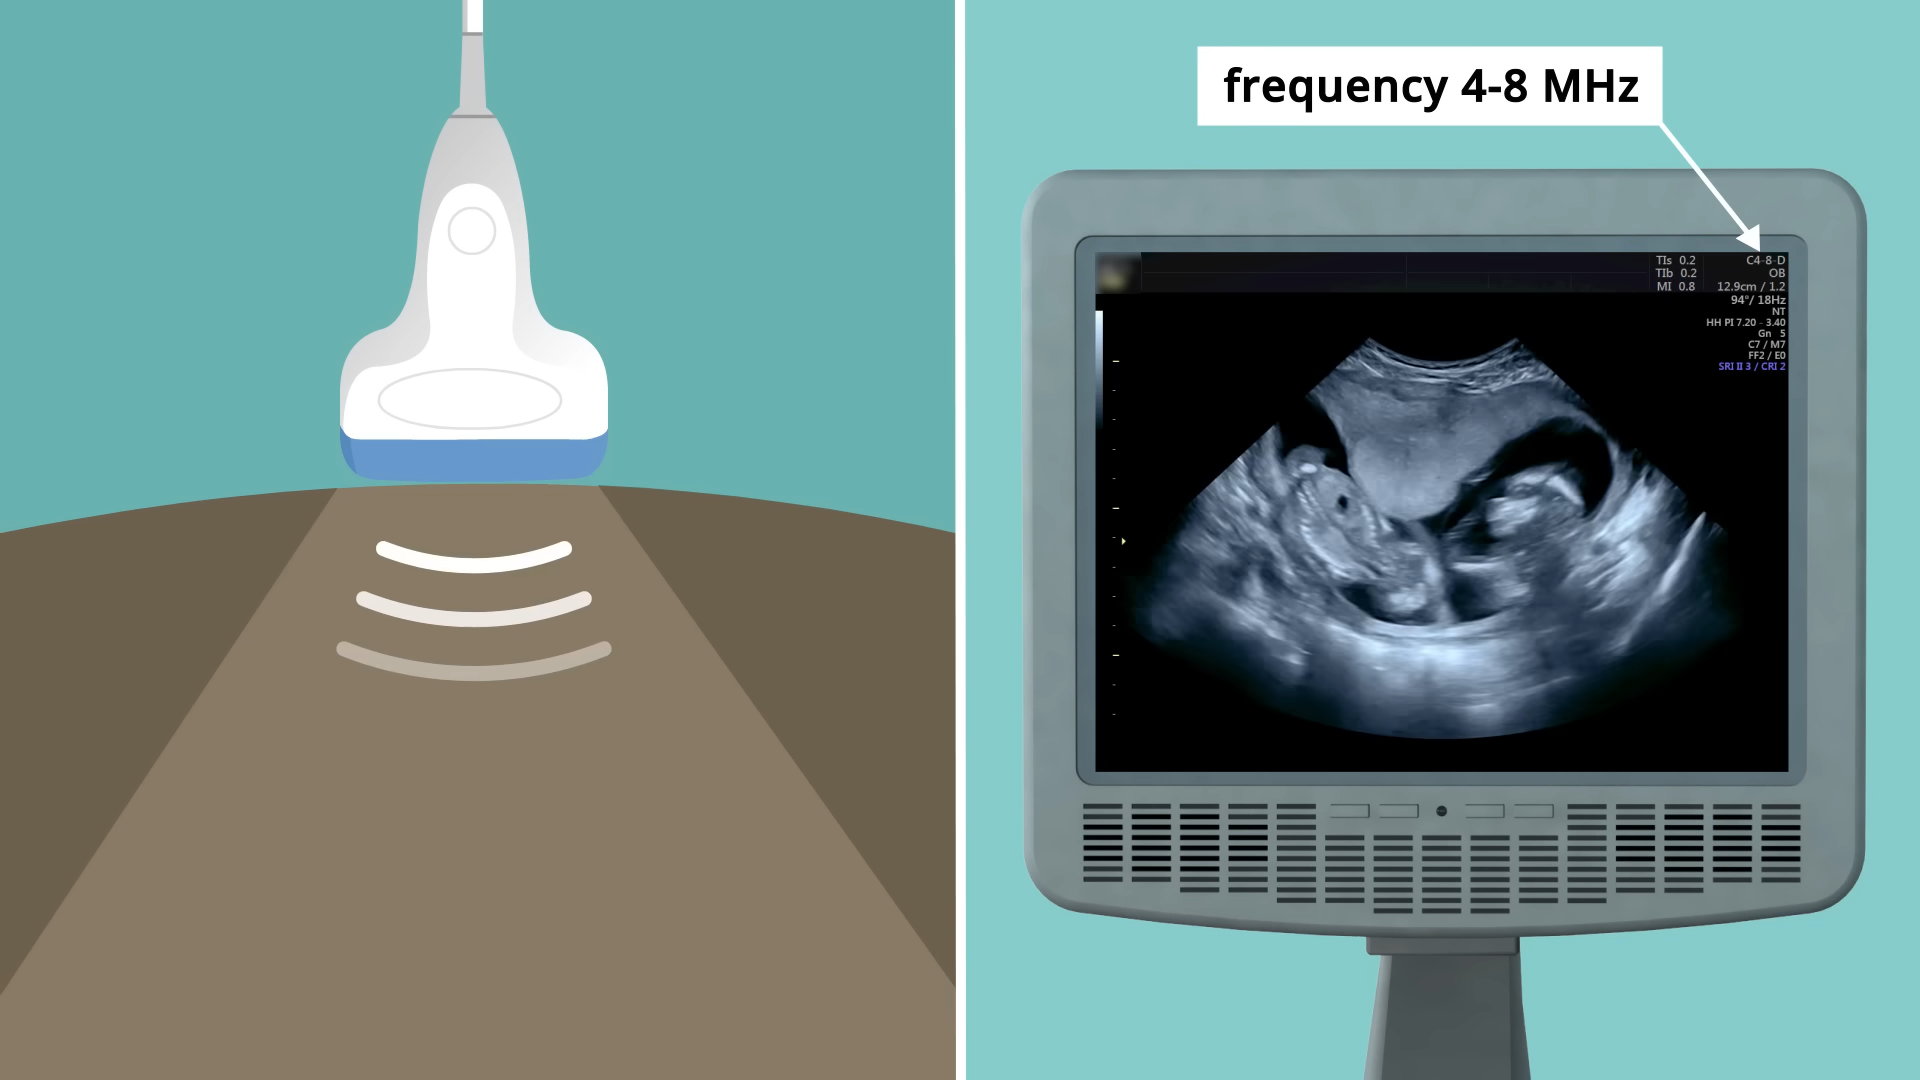 frequency 4-8 MHz
TIs 0.2
TIb 0.2
MI 0.8
C4-8-D
OB
12.9cm / 1.2
94°/ 18Hz
NT
HH PI 7.20 - 3.40
Gn 5
C7 / M7
FF2 / E0
SRI II 3 / CRI 2